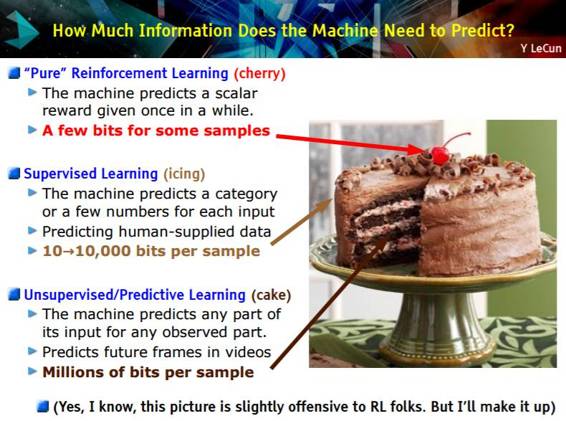 How Much Information Does the Machine Need to Predict?
Y LeCun
“Pure” Reinforcement Learning (cherry)
The machine predicts a scalar
reward given once in a while.
A few bits for some samples
Supervised Learning (icing)
The machine predicts a category
or a few numbers for each input
Predicting human-supplied data
10→10,000 bits per sample
Unsupervised/Predictive Learning (cake)
The machine predicts any part of
its input for any observed part.
Predicts future frames in videos
Millions of bits per sample
(Yes, I know, this picture is slightly offensive to RL folks. But I’ll make it up)